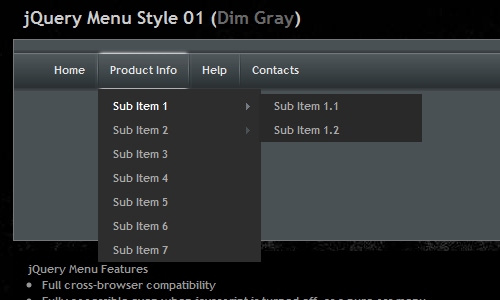 jQuery Menu Style 01 (Dim Gray)
Home Product Info Help Contacts
Sub Item 1 Sub Item 1.1
Sub Item 2 Sub Item 1.2
Sub Item 3
Sub Item 4
Sub Item 5
Sub Item 6
Sub Item 7
jQuery Menu Features
Full cross-browser compatibility